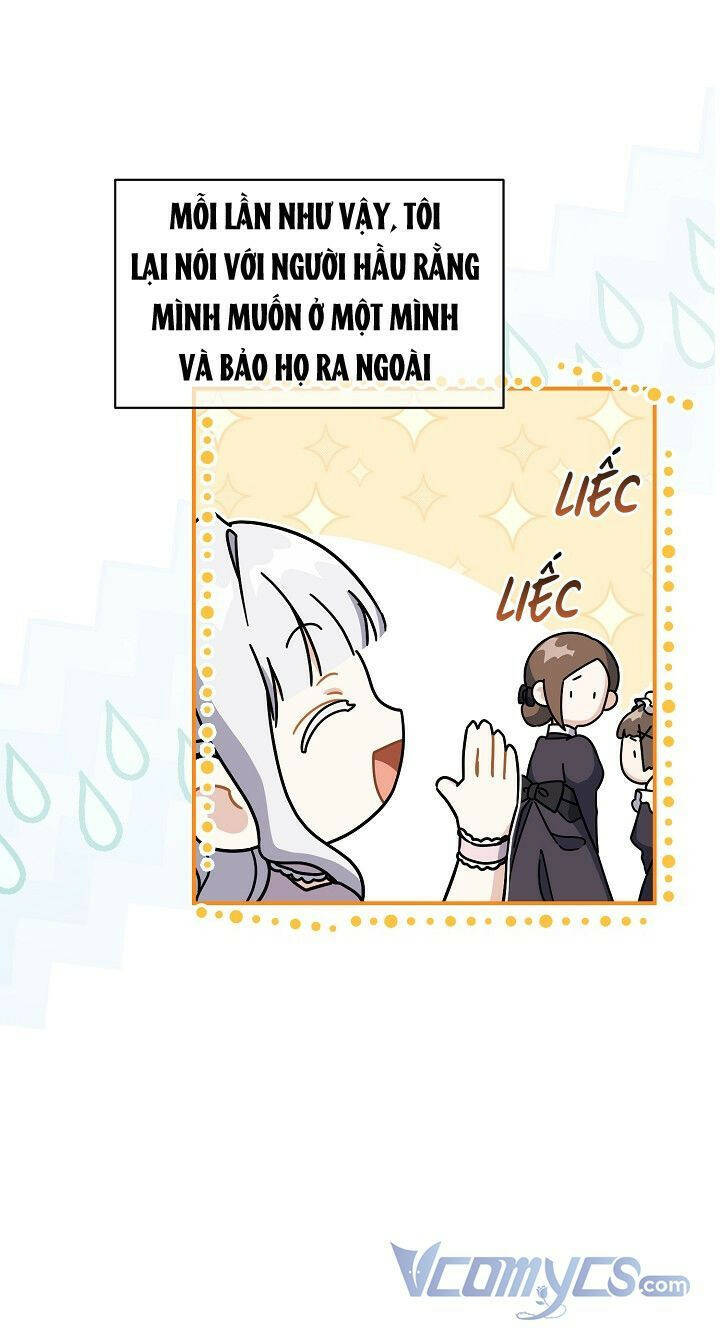 MỖI LẦN NHƯ VẬY, TÔI
LẠI NÓI VỚI NGƯỜI HẦU RẰNG
MÌNH MUỐN Ở MỘT MÌNH
VÀ BẢO HỌ RA NGOÀI
LIẾC
LIẾC
VCOMYCS.com